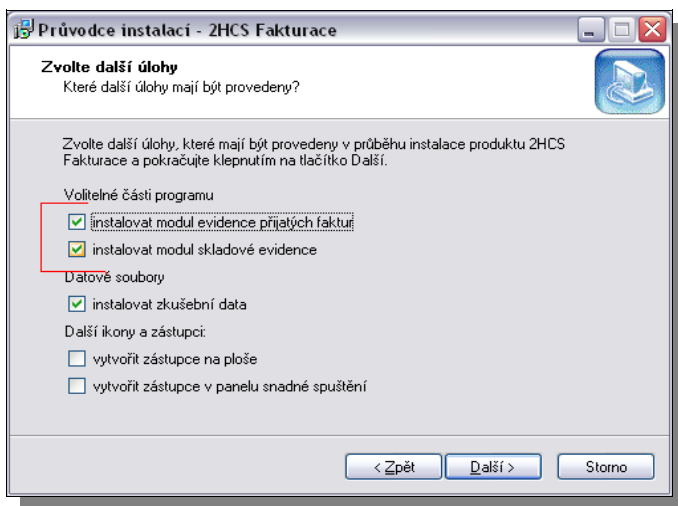 Průvodce instalací - 2HCS Fakturace
Zvolte další úlohy
Které další úlohy mají být provedeny?
Zvolte další úlohy, které mají být provedeny v průběhu instalace produktu 2HCS
Fakturace a pokračujte klepnutím na tlačítko Další.
Volitelné části programu
instalovat modul evidence přijatých faktur
instalovat modul skladové evidence
Datové soubory
instalovat zkušební data
Další ikony a zástupci:
vytvořit zástupce na ploše
vytvořit zástupce v panelu snadné spuštění
< Zpět Další > Storno